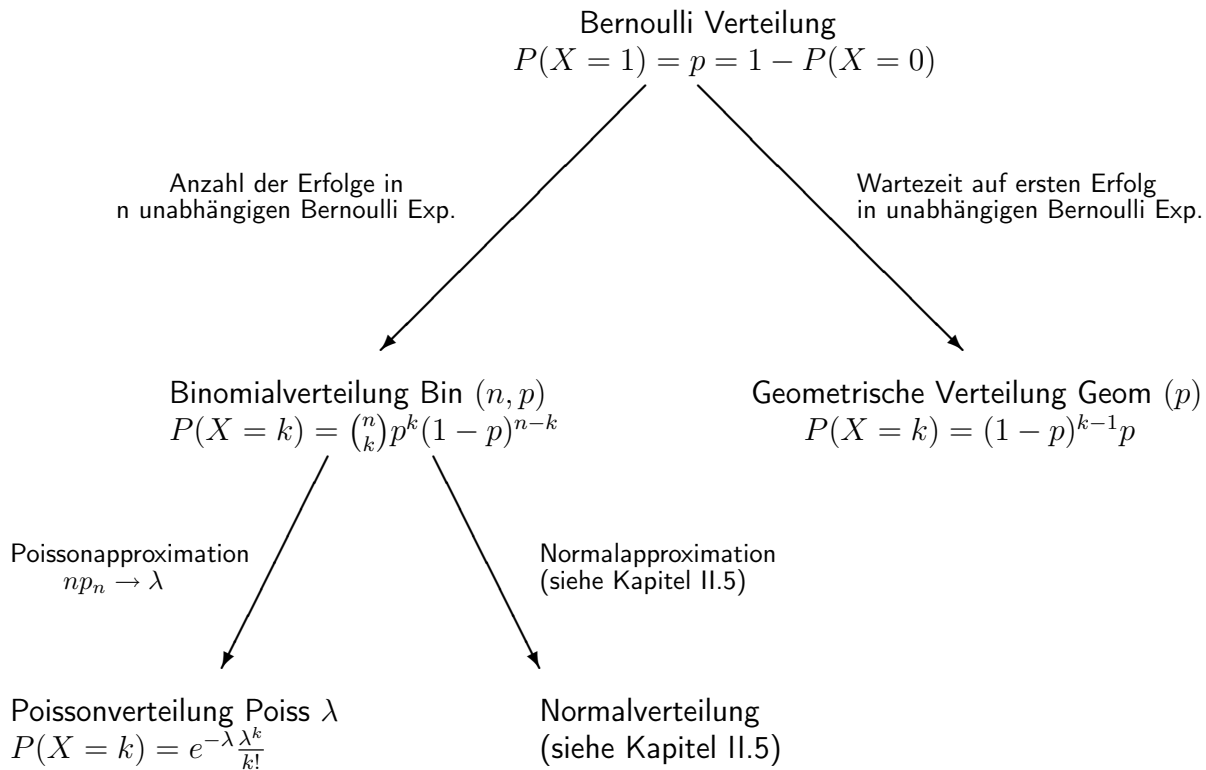 Bernoulli Verteilung
P(X = 1) = p = 1 − P(X = 0)
Anzahl der Erfolge in
n unabhängigen Bernoulli Exp.
Wartezeit auf ersten Erfolg
in unabhängigen Bernoulli Exp.
Binomialverteilung Bin (n, p)
P(X = k) = \binom{n}{k} p^k (1 − p)^{n−k}
Geometrische Verteilung Geom (p)
P(X = k) = (1 − p)^{k−1} p
Poissonapproximation
np_n → λ
Normalapproximation
(siehe Kapitel II.5)
Poissonverteilung Poiss λ
P(X = k) = e^{−λ} \frac{λ^k}{k!}
Normalverteilung
(siehe Kapitel II.5)